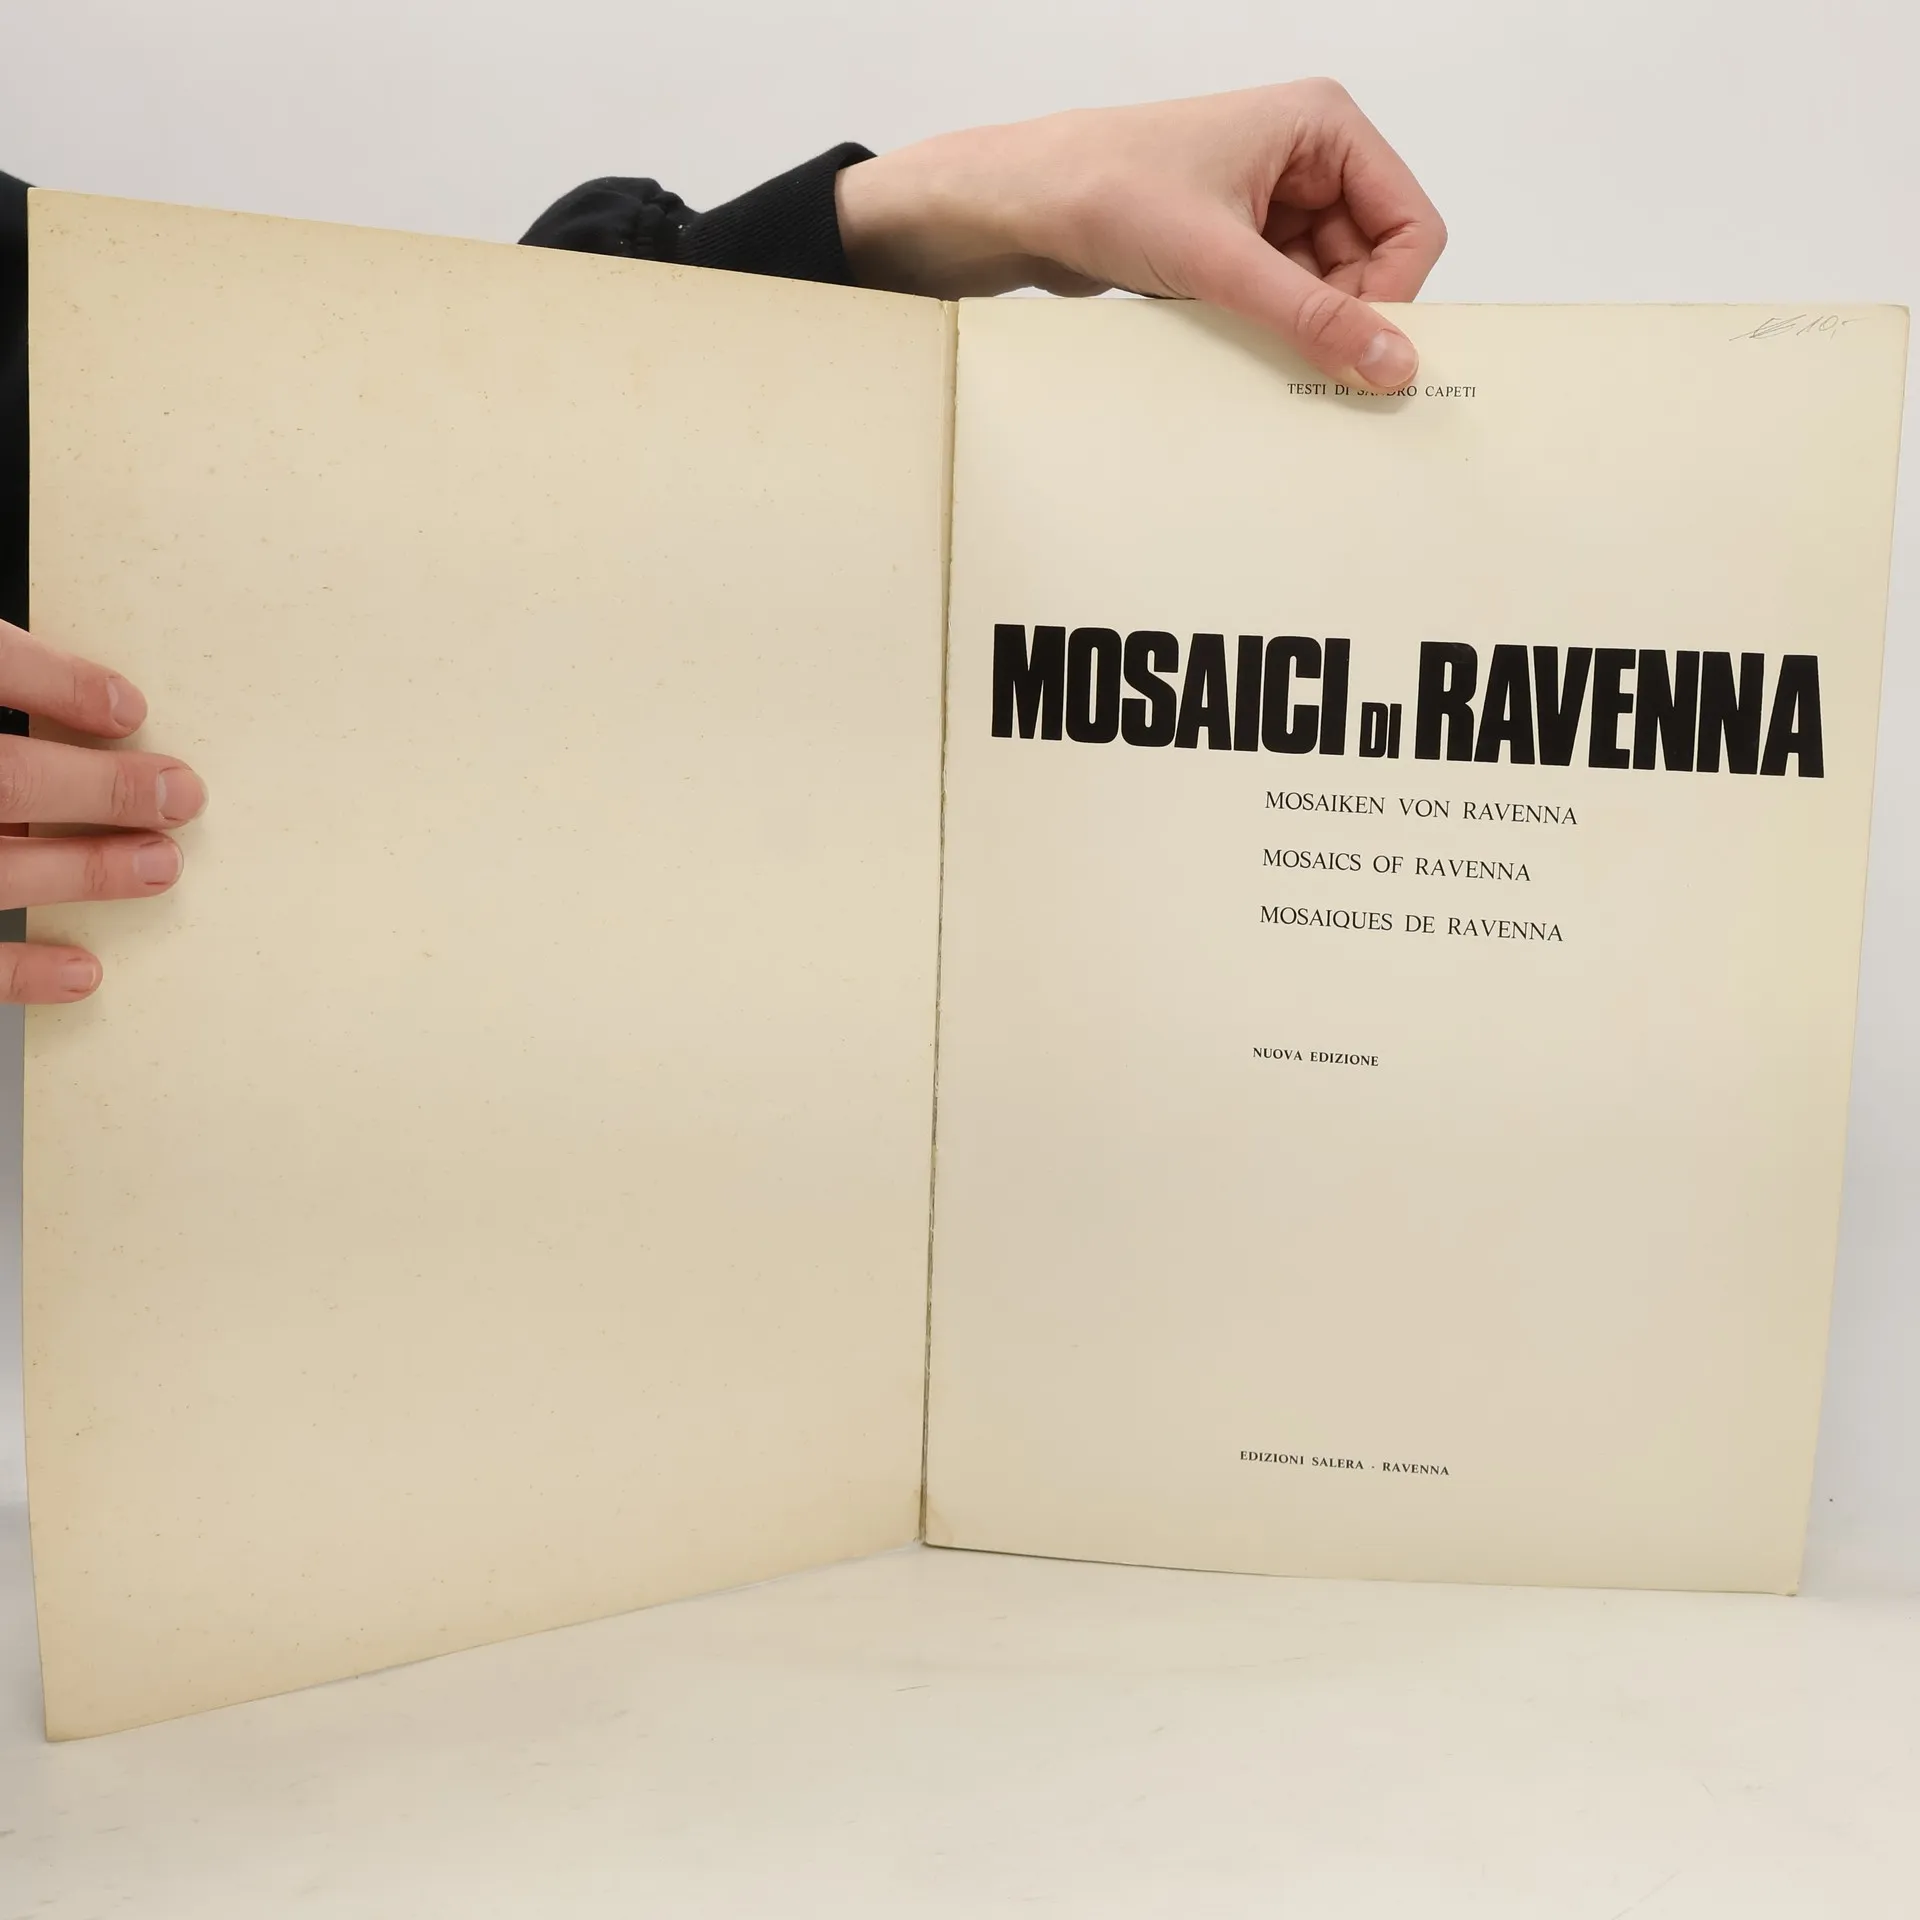 TESTI DI SANDRO CAPETI
MOSAICI DI RAVENNA
MOSAIKEN VON RAVENNA
MOSAICS OF RAVENNA
MOSAIQUES DE RAVENNA
NUOVA EDIZIONE
EDIZIONI SALERA - RAVENNA